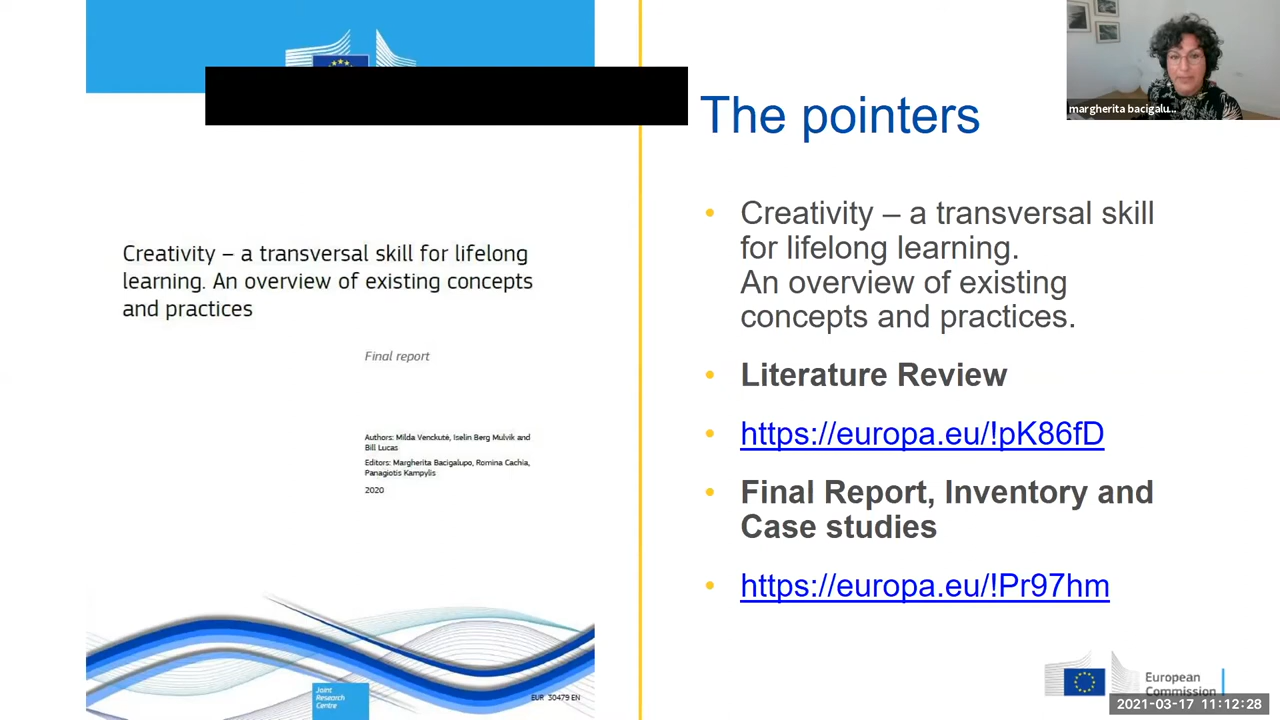 Creativity – a transversal skill for lifelong
learning. An overview of existing concepts
and practices
Final report
Authors: Milda Venckutė, Iselin Berg Mulvik and
Bill Lucas
Editors: Margherita Bacigalupo, Romina Cachia,
Panagiotis Kampylis
2020
Joint
Research
Centre
EUR 30479 EN
The pointers
• Creativity – a transversal skill
for lifelong learning.
An overview of existing
concepts and practices.
• Literature Review
• https://europa.eu/!pK86fD
• Final Report, Inventory and
Case studies
• https://europa.eu/!Pr97hm
margherita bacigalu...
European
Commission
2021-03-17 11:12:28